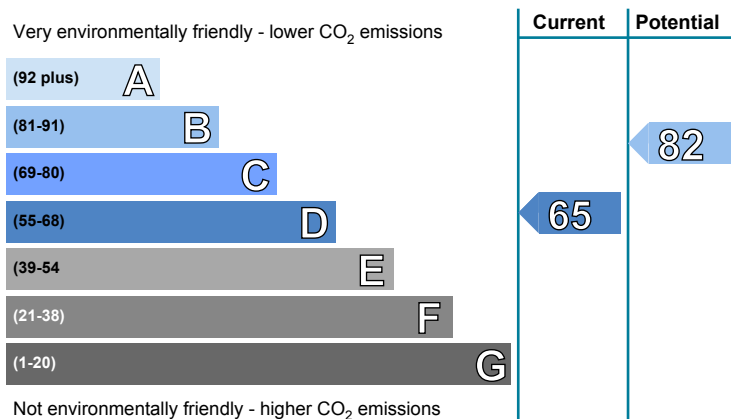 Current Potential
Very environmentally friendly - lower CO₂ emissions
(92 plus) A
(81-91) B
82
(69-80) C
(55-68) D
65
(39-54 E
(21-38) F
(1-20) G
Not environmentally friendly - higher CO₂ emissions